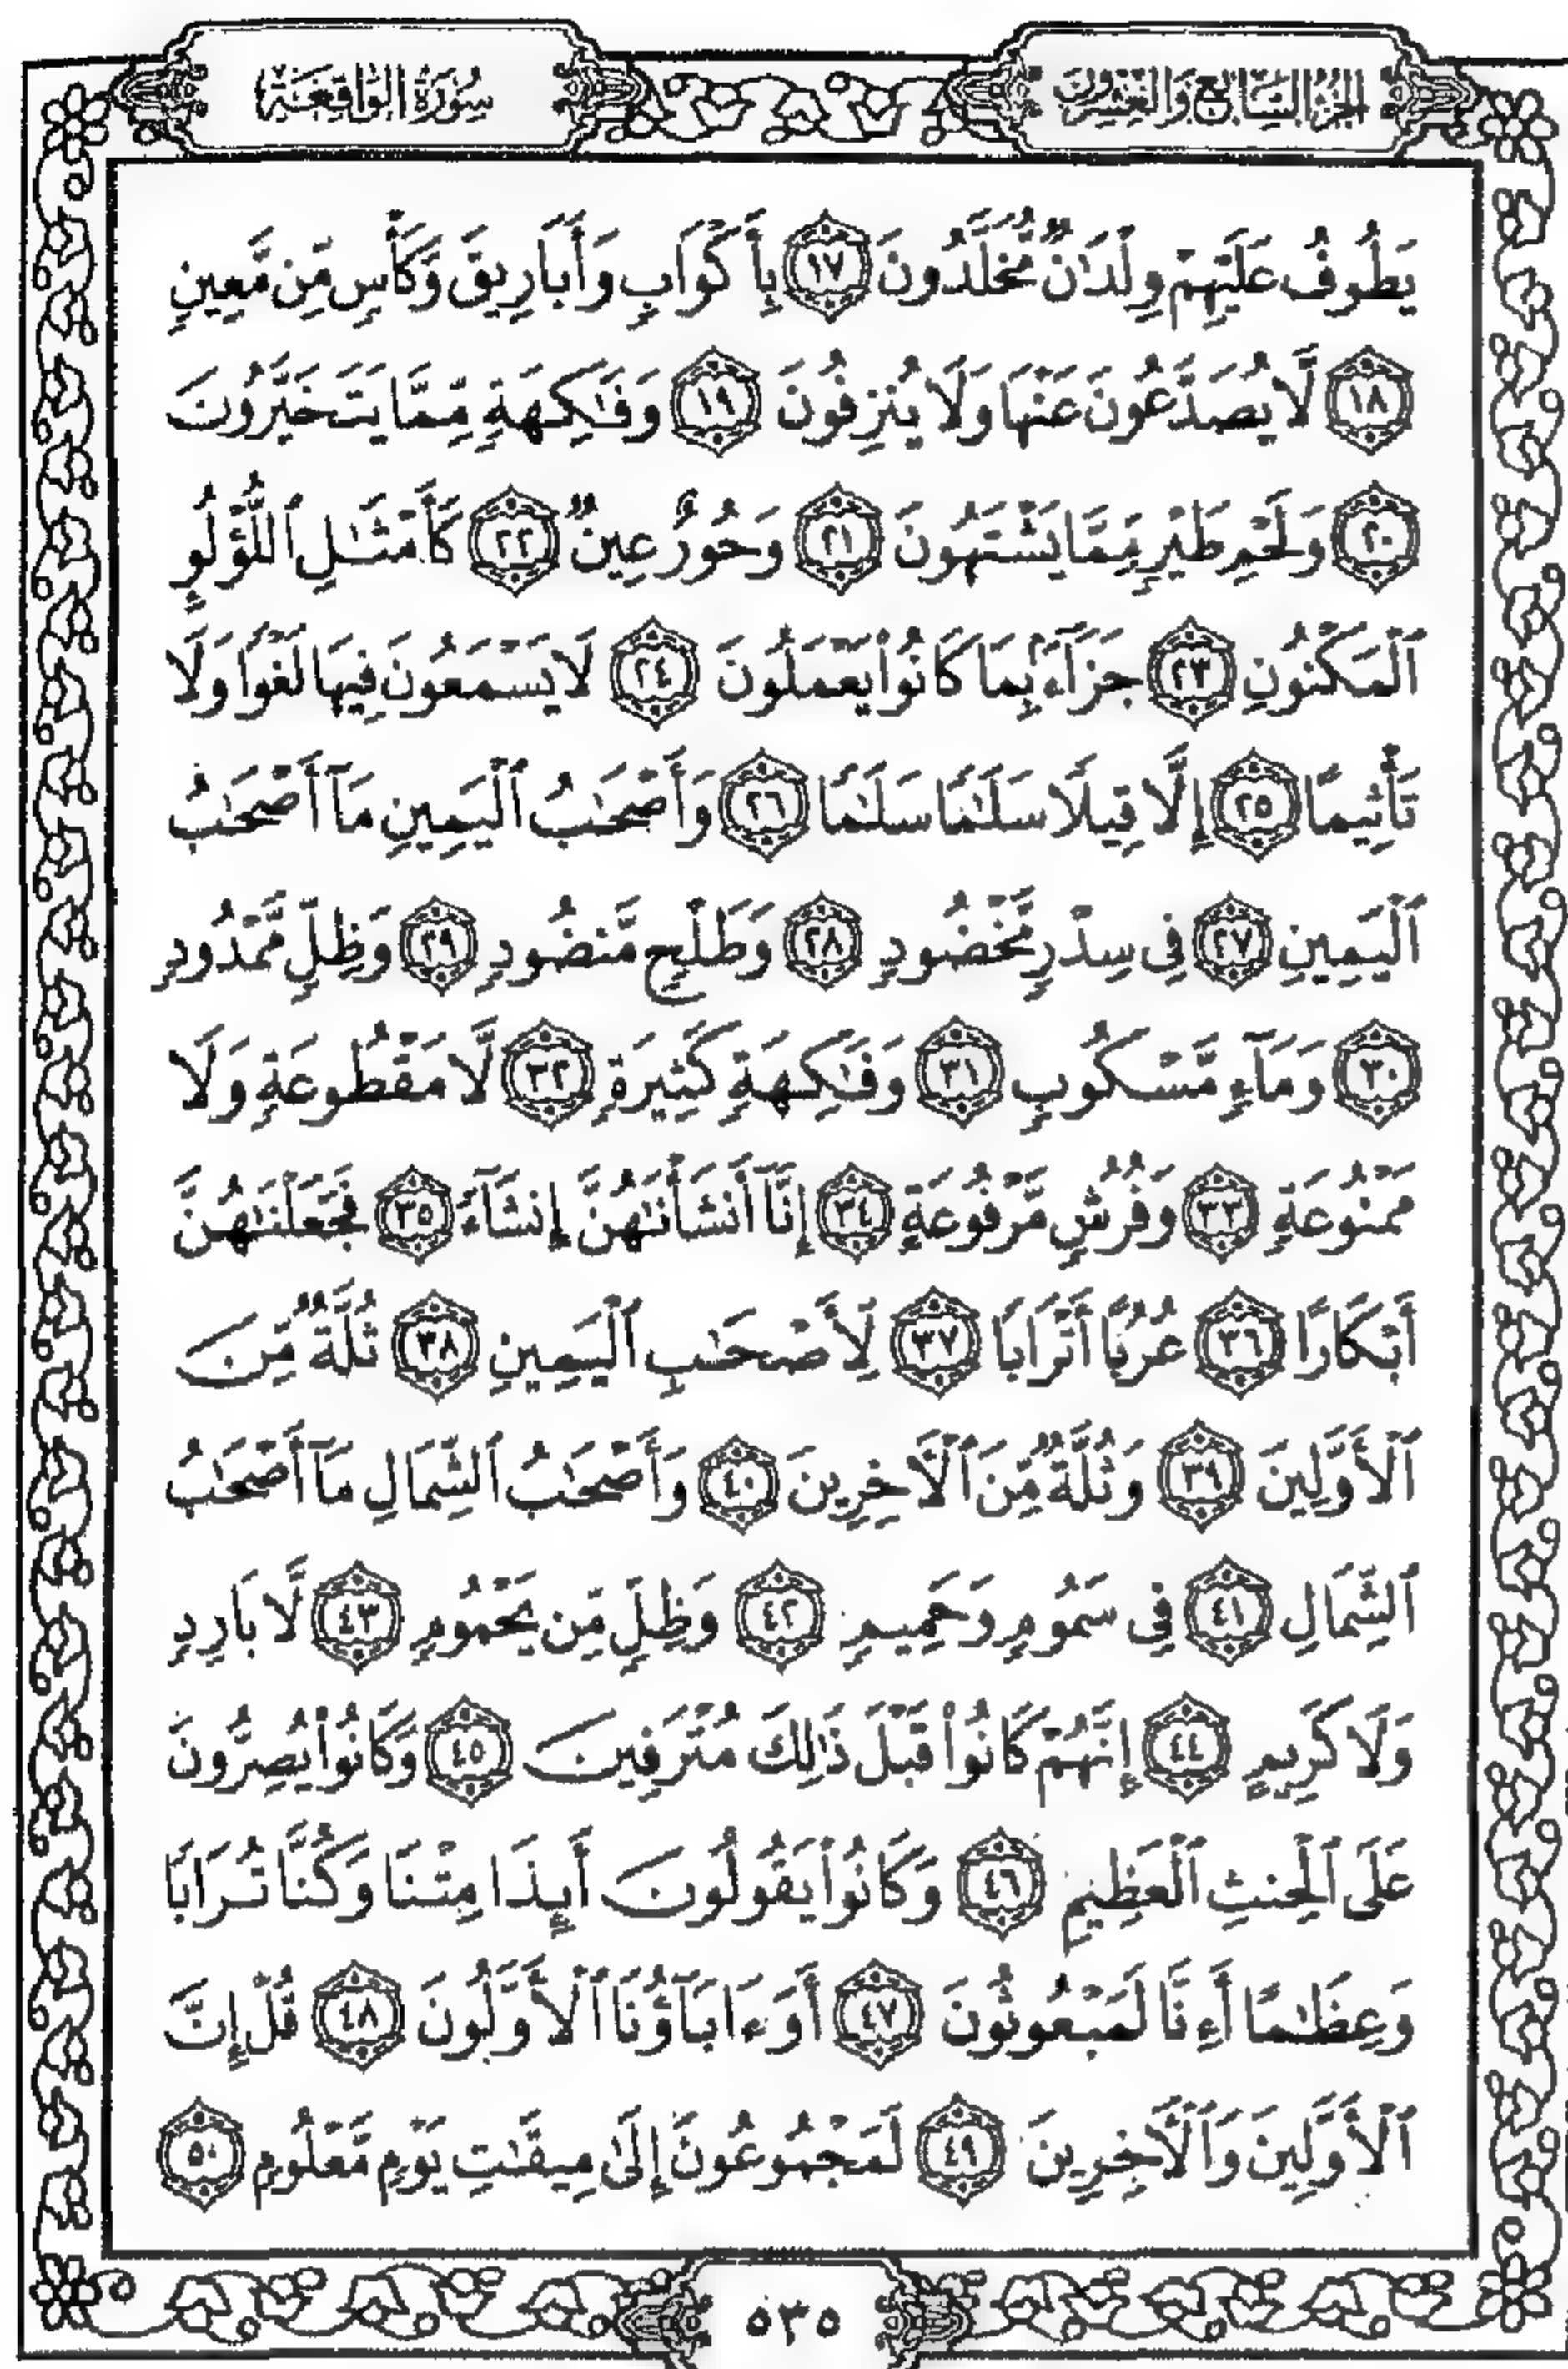 الجزء السابع والعشرون
سورة الواقعة
يَطُوفُ عَلَيْهِمْ وِلْدَٰنٌ مُّخَلَّدُونَ ١٧ بِأَكْوَابٍ وَأَبَارِيقَ وَكَأْسٍ مِّن مَّعِينٍ
١٨ لَّا يُصَدَّعُونَ عَنْهَا وَلَا يُنزِفُونَ ١٩ وَفَٰكِهَةٍ مِّمَّا يَتَخَيَّرُونَ
٢٠ وَلَحْمِ طَيْرٍ مِّمَّا يَشْتَهُونَ ٢١ وَحُورٌ عِينٌ ٢٢ كَأَمْثَٰلِ ٱللُّؤْلُوِٕ
ٱلْمَكْنُونِ ٢٣ جَزَآءًۢ بِمَا كَانُوا۟ يَعْمَلُونَ ٢٤ لَا يَسْمَعُونَ فِيهَا لَغْوًا وَلَا
تَأْثِيمًا ٢٥ إِلَّا قِيلًا سَلَٰمًا سَلَٰمًا ٢٦ وَأَصْحَٰبُ ٱلْيَمِينِ مَآ أَصْحَٰبُ
ٱلْيَمِينِ ٢٧ فِى سِدْرٍ مَّخْضُودٍ ٢٨ وَطَلْحٍ مَّنضُودٍ ٢٩ وَظِلٍّ مَّمْدُودٍ
٣٠ وَمَآءٍ مَّسْكُوبٍ ٣١ وَفَٰكِهَةٍ كَثِيرَةٍ ٣٢ لَّا مَقْطُوعَةٍ وَلَا
مَمْنُوعَةٍ ٣٣ وَفُرُشٍ مَّرْفُوعَةٍ ٣٤ إِنَّآ أَنشَأْنَٰهُنَّ إِنشَآءً ٣٥ فَجَعَلْنَٰهُنَّ
أَبْكَارًا ٣٦ عُرُبًا أَتْرَابًا ٣٧ لِّأَصْحَٰبِ ٱلْيَمِينِ ٣٨ ثُلَّةٌ مِّنَ
ٱلْأَوَّلِينَ ٣٩ وَثُلَّةٌ مِّنَ ٱلْءَاخِرِينَ ٤٠ وَأَصْحَٰبُ ٱلشِّمَالِ مَآ أَصْحَٰبُ
ٱلشِّمَالِ ٤١ فِى سَمُومٍ وَحَمِيمٍ ٤٢ وَظِلٍّ مِّن يَحْمُومٍ ٤٣ لَّا بَارِدٍ
وَلَا كَرِيمٍ ٤٤ إِنَّهُمْ كَانُوا۟ قَبْلَ ذَٰلِكَ مُتْرَفِينَ ٤٥ وَكَانُوا۟ يُصِرُّونَ
عَلَى ٱلْحِنثِ ٱلْعَظِيمِ ٤٦ وَكَانُوا۟ يَقُولُونَ أَئِذَا مِتْنَا وَكُنَّا تُرَابًا
وَعِظَٰمًا أَءِنَّا لَمَبْعُوثُونَ ٤٧ أَوَءَابَآؤُنَا ٱلْأَوَّلُونَ ٤٨ قُلْ إِنَّ
ٱلْأَوَّلِينَ وَٱلْءَاخِرِينَ ٤٩ لَمَجْمُوعُونَ إِلَىٰ مِيقَٰتِ يَوْمٍ مَّعْلُومٍ ٥٠
٥٣٥